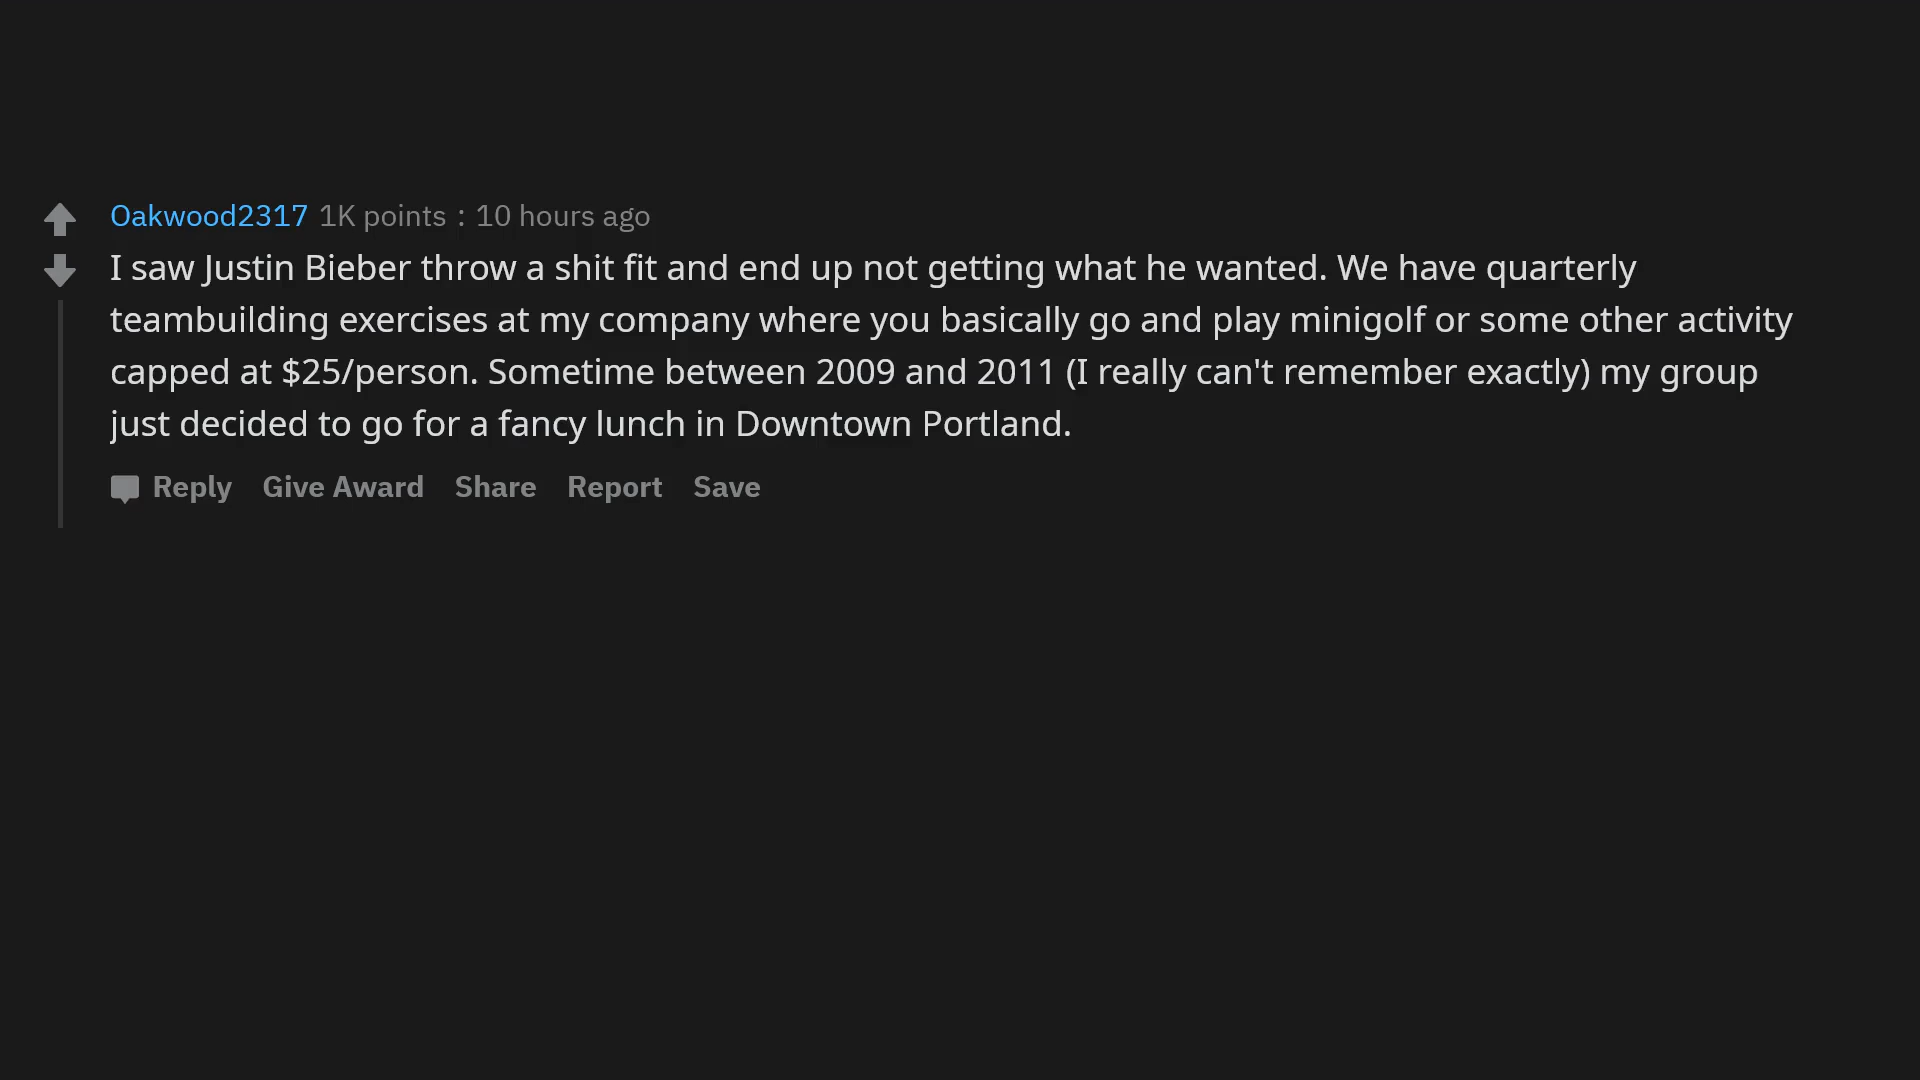 Oakwood2317 1K points : 10 hours ago
I saw Justin Bieber throw a shit fit and end up not getting what he wanted. We have quarterly
teambuilding exercises at my company where you basically go and play minigolf or some other activity
capped at $25/person. Sometime between 2009 and 2011 (I really can't remember exactly) my group
just decided to go for a fancy lunch in Downtown Portland.
Reply Give Award Share Report Save